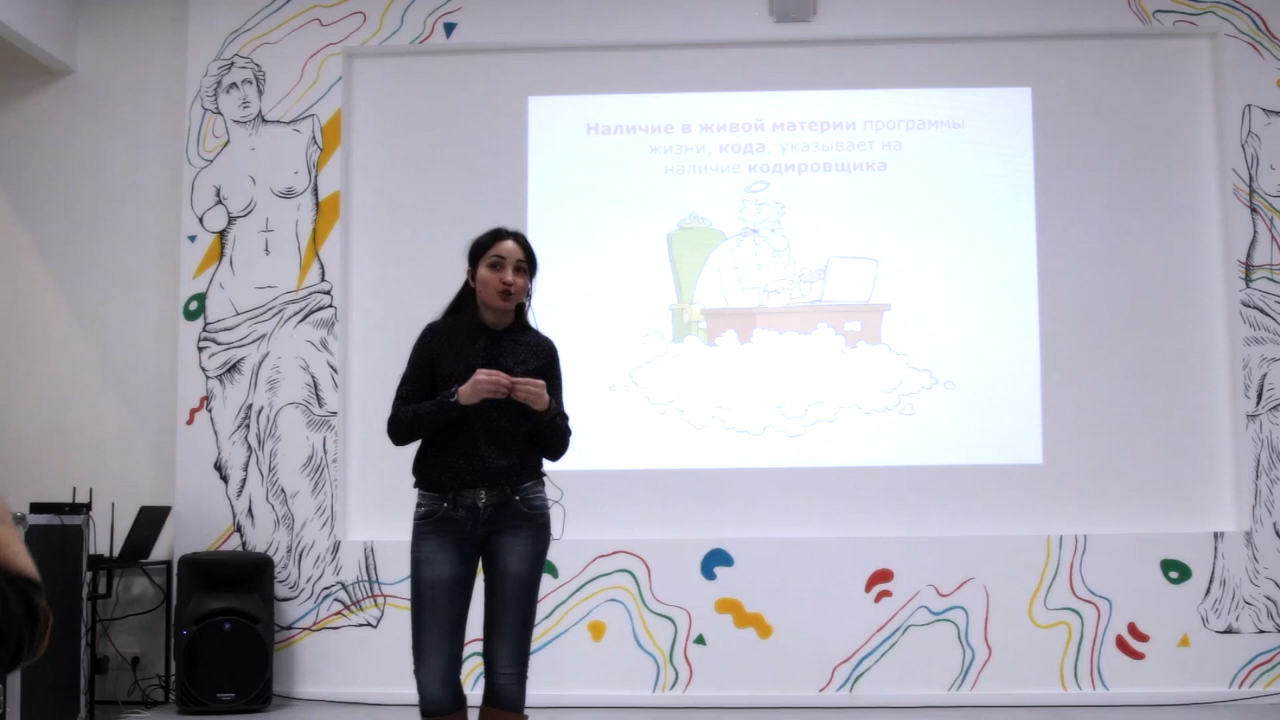 Наличие в живой материи программы
жизни, кода, указывает на
наличие кодировщика